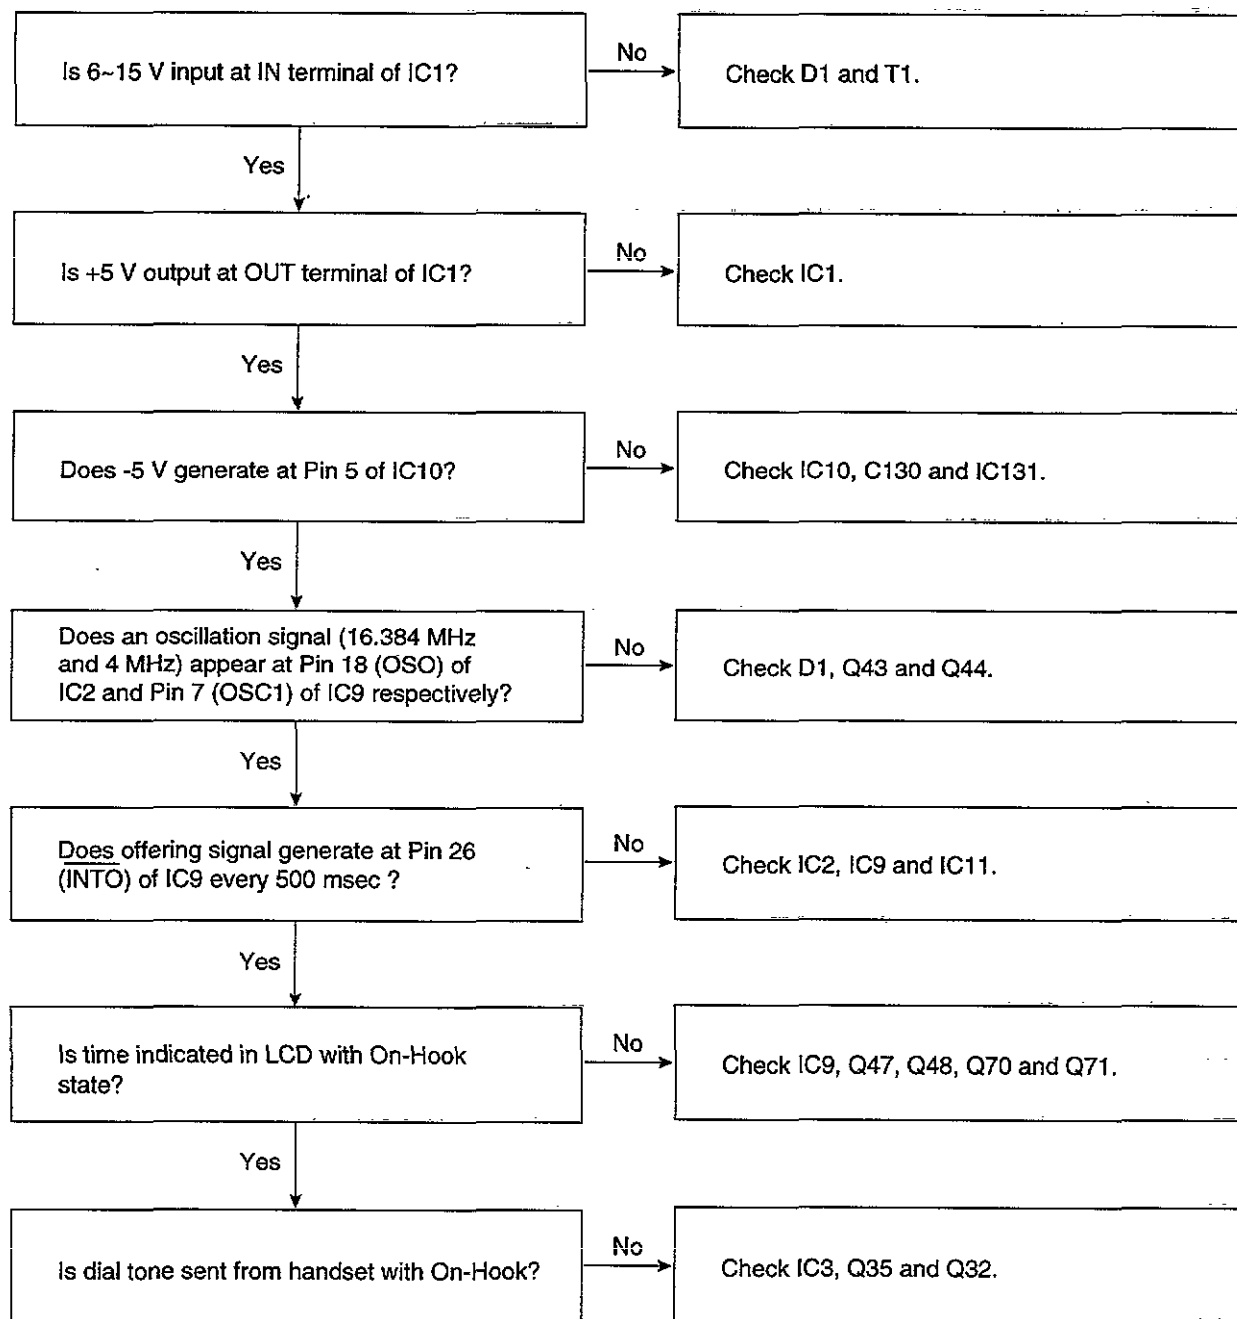 Is 6~15 V input at IN terminal of IC1?
No
Check D1 and T1.
Yes
Is +5 V output at OUT terminal of IC1?
No
Check IC1.
Yes
Does -5 V generate at Pin 5 of IC10?
No
Check IC10, C130 and IC131.
Yes
Does an oscillation signal (16.384 MHz
and 4 MHz) appear at Pin 18 (OSO) of
IC2 and Pin 7 (OSC1) of IC9 respectively?
No
Check D1, Q43 and Q44.
Yes
Does offering signal generate at Pin 26
(INTO) of IC9 every 500 msec ?
No
Check IC2, IC9 and IC11.
Yes
Is time indicated in LCD with On-Hook
state?
No
Check IC9, Q47, Q48, Q70 and Q71.
Yes
Is dial tone sent from handset with On-Hook?
No
Check IC3, Q35 and Q32.